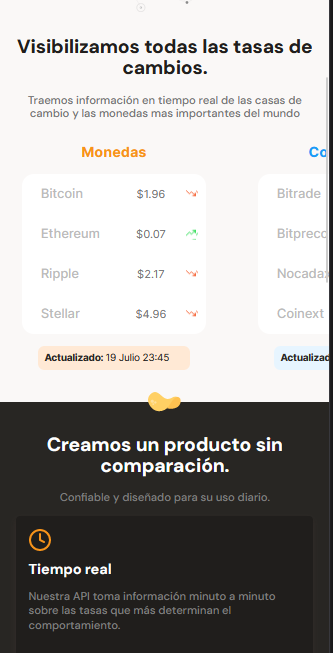 Visibilizamos todas las tasas de
cambios.
Traemos información en tiempo real de las casas de
cambio y las monedas mas importantes del mundo
Monedas
Bitcoin $1.96
Ethereum $0.07
Ripple $2.17
Stellar $4.96
Actualizado: 19 Julio 23:45
Co
Bitrade
Bitpreco
Nocada
Coinext
Actualizad
Creamos un producto sin
comparación.
Confiable y diseñado para su uso diario.
Tiempo real
Nuestra API toma información minuto a minuto
sobre las tasas que más determinan el
comportamiento.